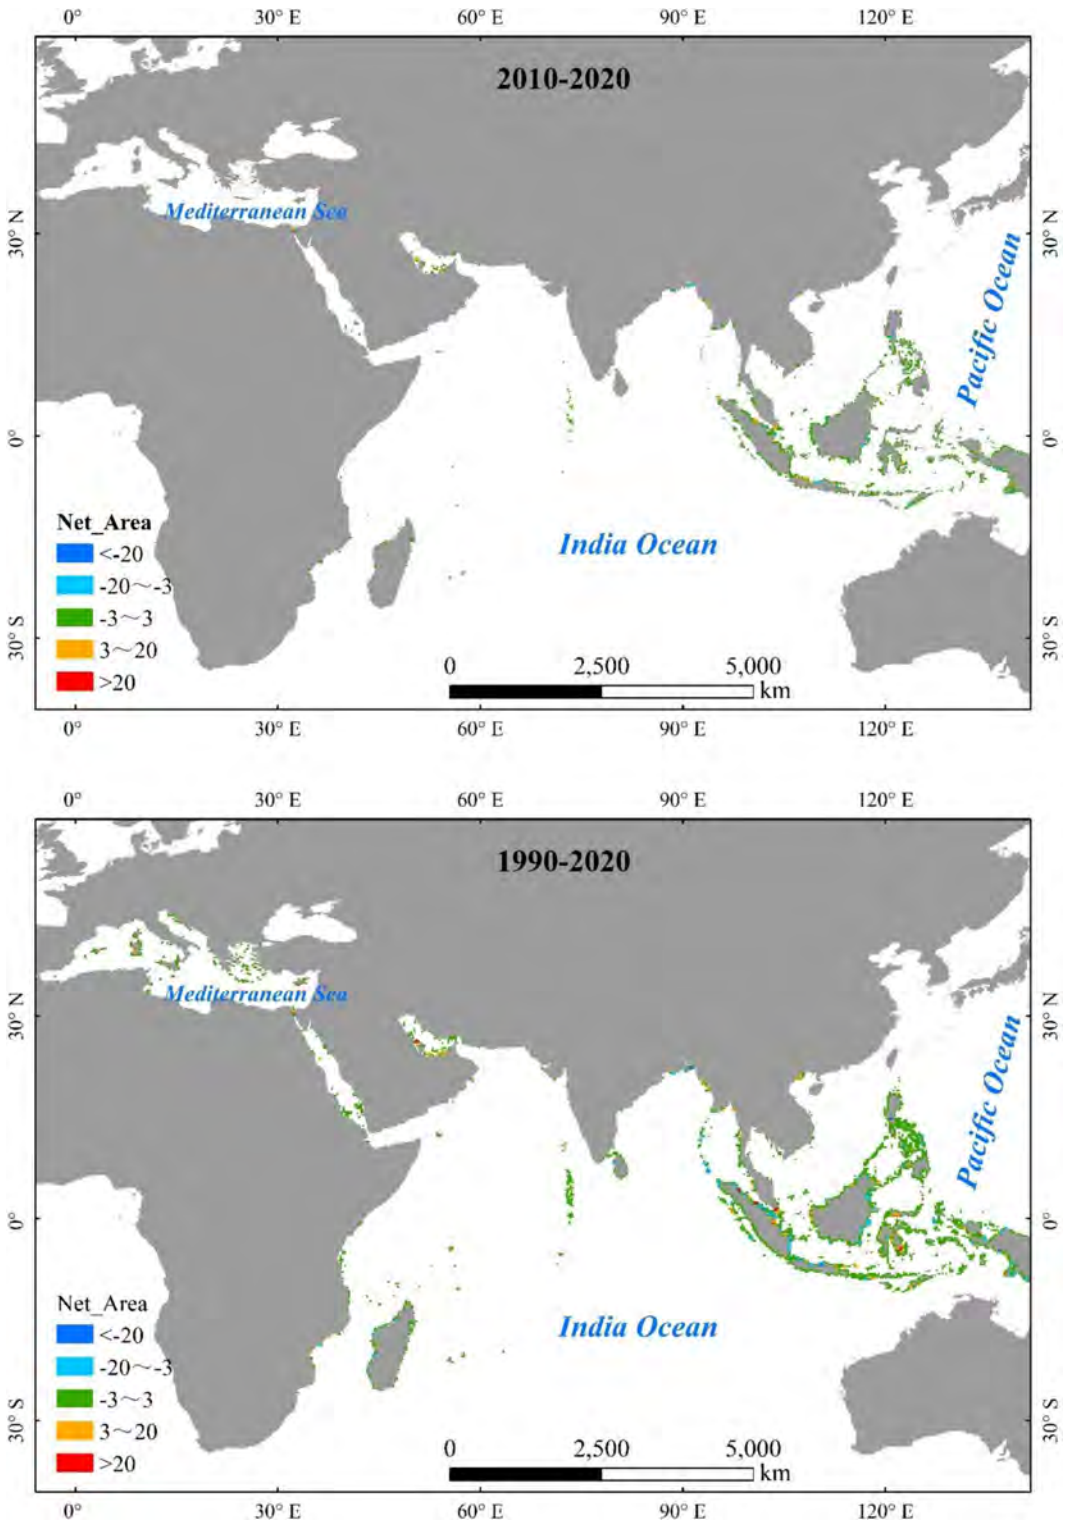 0° 30° E 60° E 90° E 120° E
2010-2020
Mediterranean Sea
30° N 30° N
Pacific Ocean
0° 0°
India Ocean
Net_Area
<-20
-20～-3
-3～3
3～20
>20
30° S 30° S
0 2,500 5,000
km
0° 30° E 60° E 90° E 120° E
0° 30° E 60° E 90° E 120° E
1990-2020
Mediterranean Sea
30° N 30° N
Pacific Ocean
0° 0°
India Ocean
Net_Area
<-20
-20～-3
-3～3
3～20
>20
30° S 30° S
0 2,500 5,000
km
0° 30° E 60° E 90° E 120° E